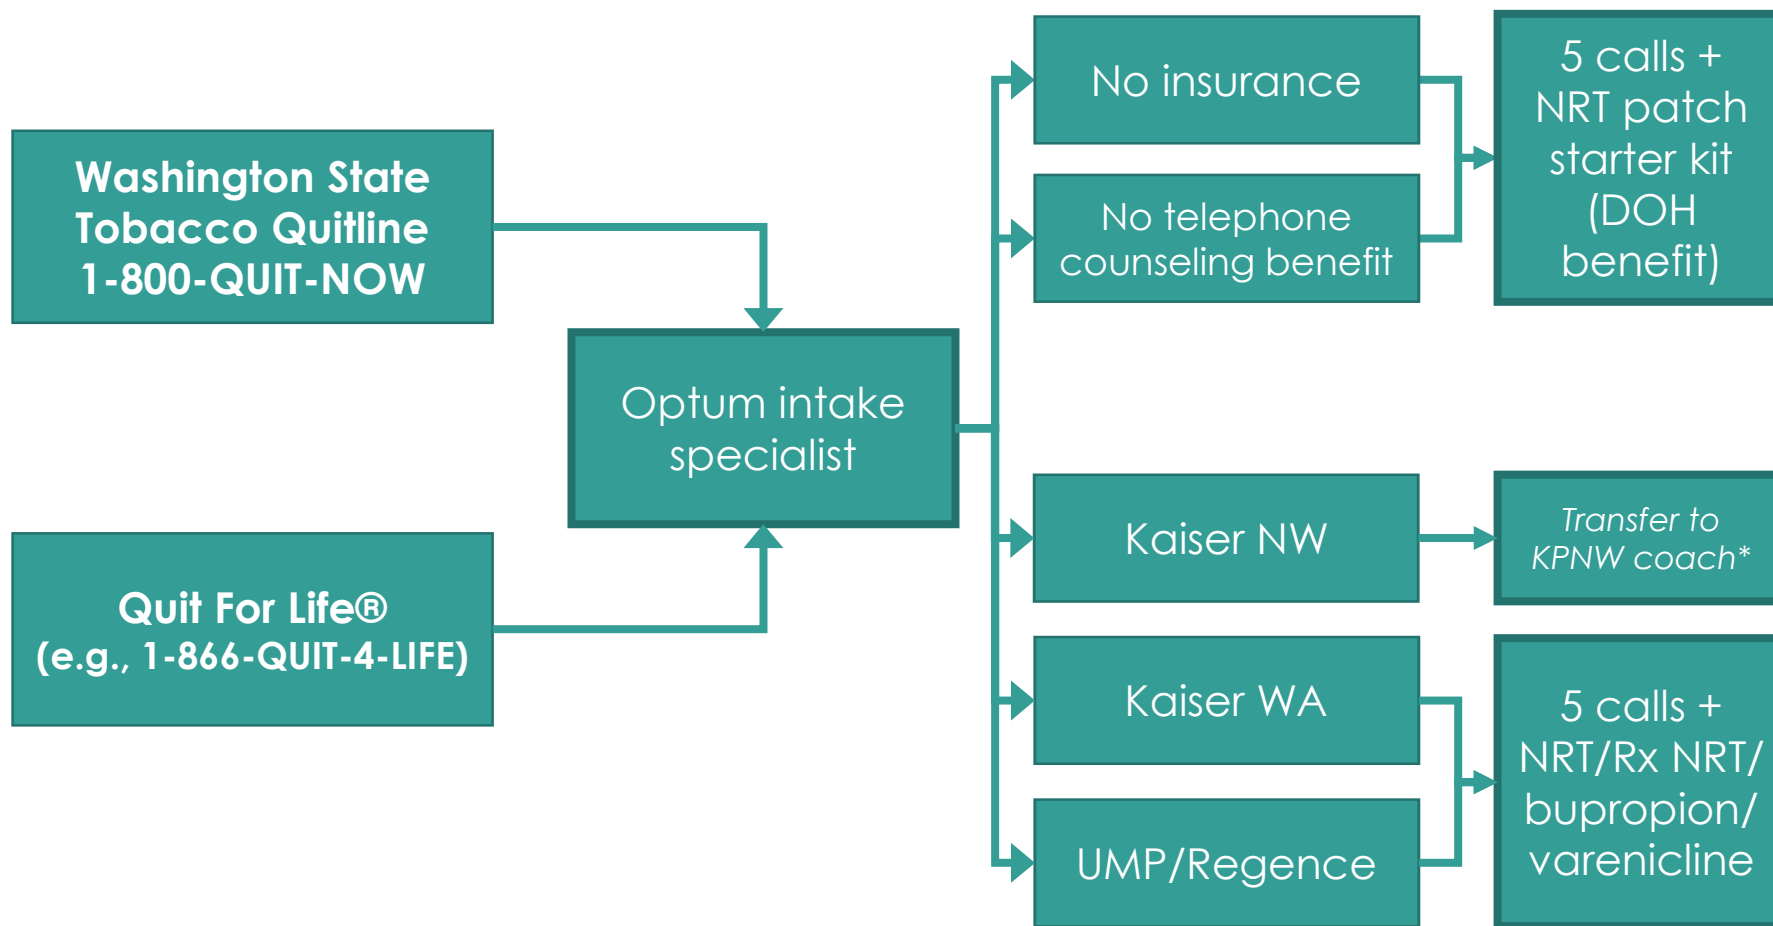 Washington State
Tobacco Quitline
1-800-QUIT-NOW
Quit For Life®
(e.g., 1-866-QUIT-4-LIFE)
Optum intake
specialist
No insurance
No telephone
counseling benefit
Kaiser NW
Kaiser WA
UMP/Regence
5 calls +
NRT patch
starter kit
(DOH
benefit)
Transfer to
KPNW coach*
5 calls +
NRT/Rx NRT/
bupropion/
varenicline